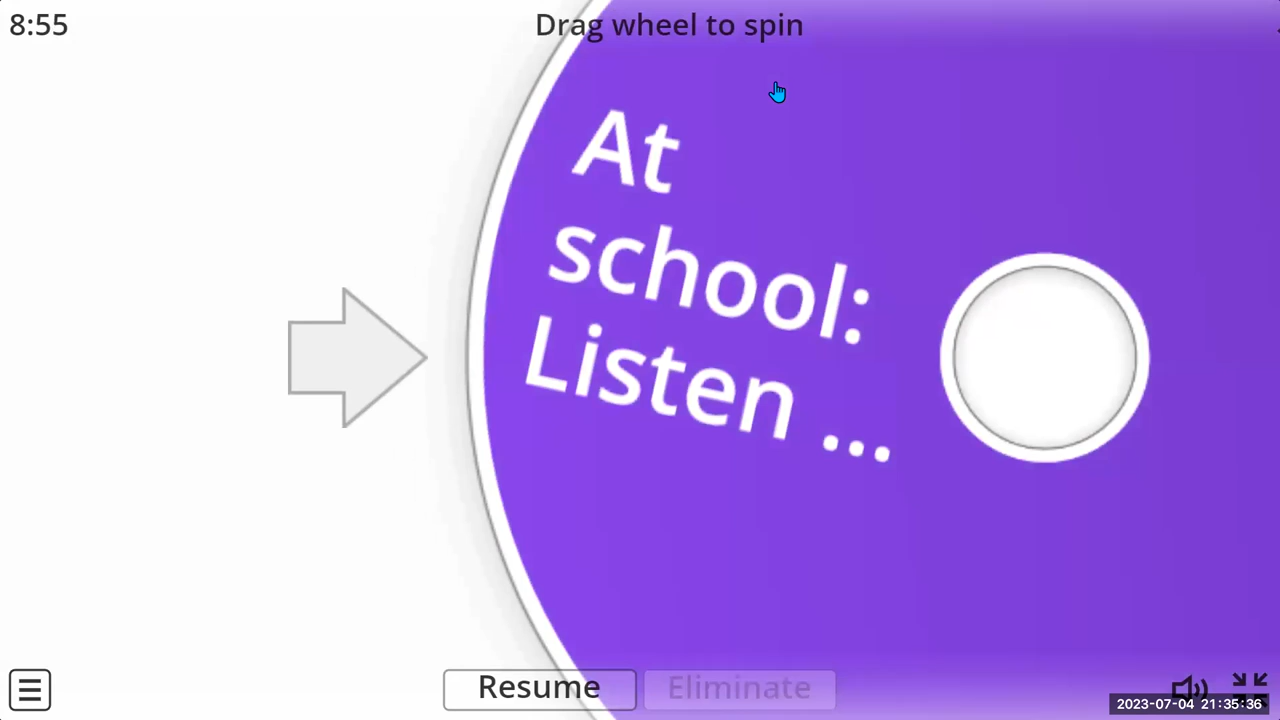 8:55
Drag wheel to spin
At
school:
Listen ...
Resume
Eliminate
2023-07-04 21:35:36